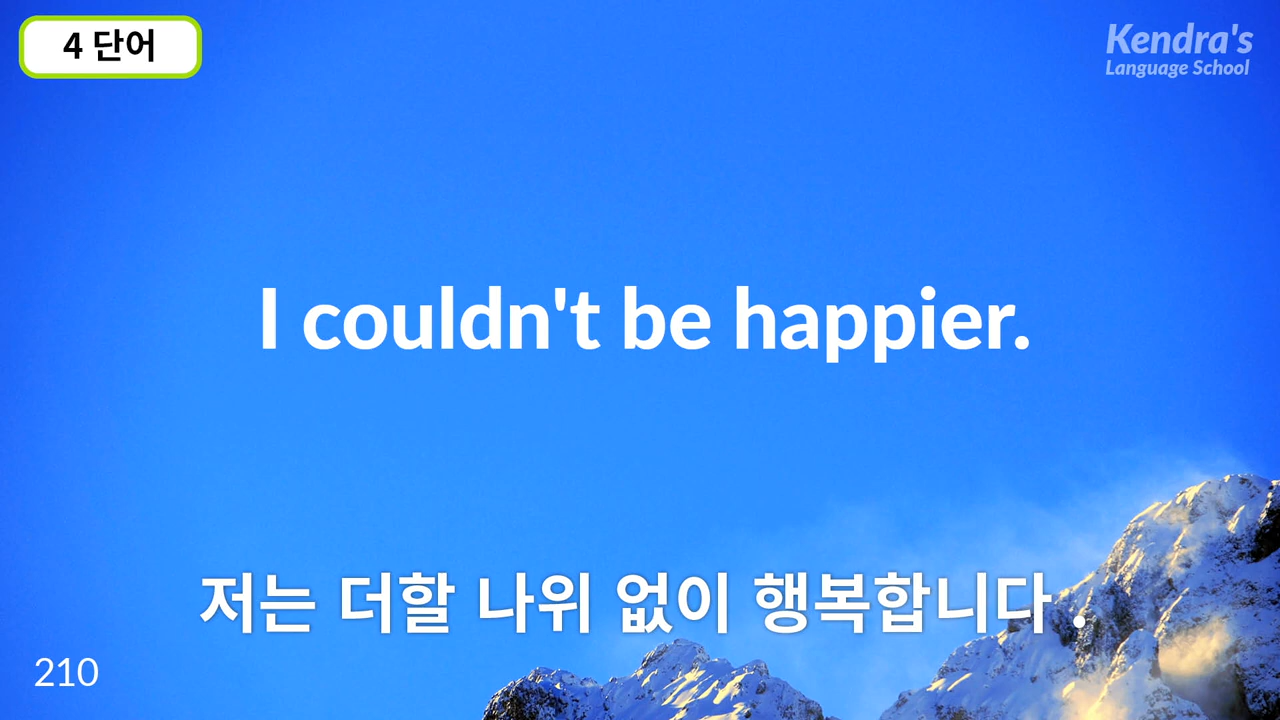 4 단어
Kendra's
Language School
I couldn't be happier.
저는 더할 나위 없이 행복합니다 .
210